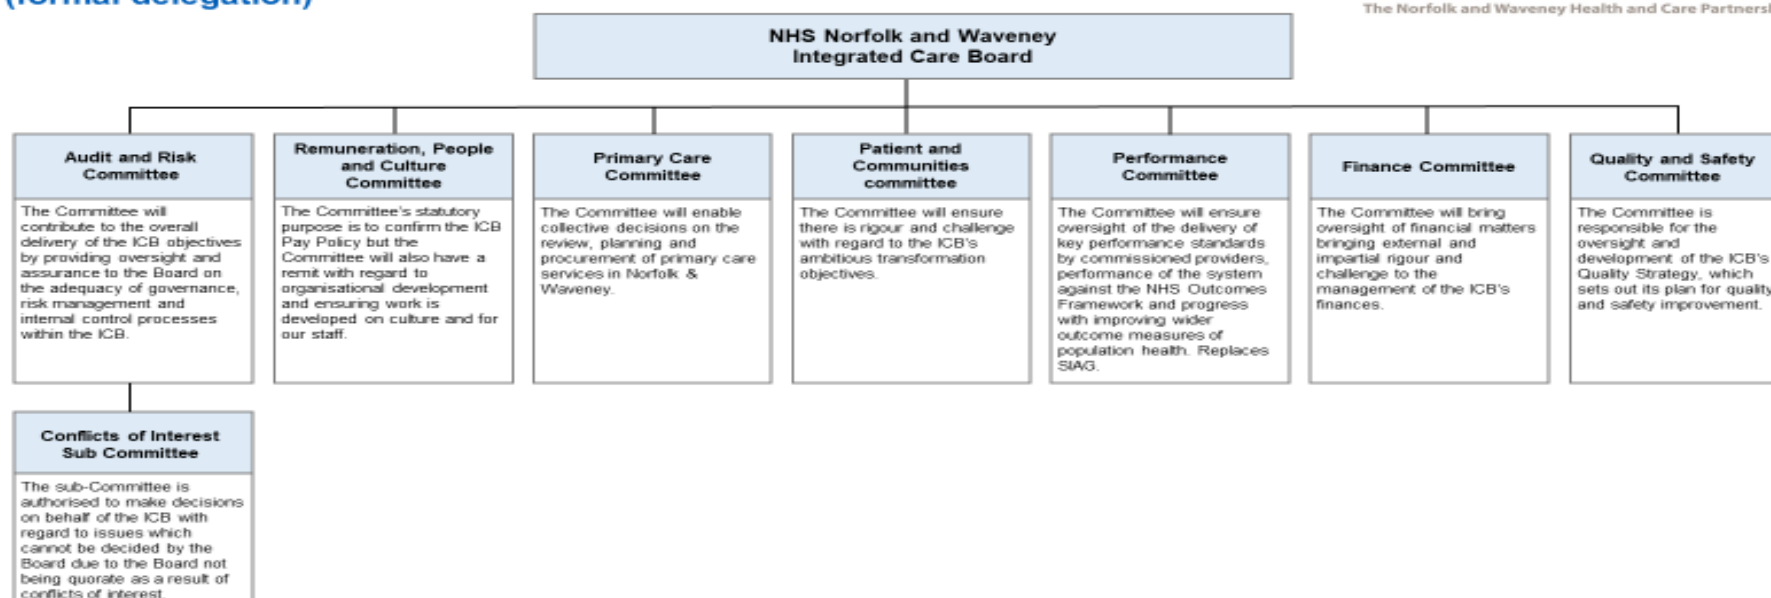 (formal delegation)
The Norfolk and Waveney Health and Care
NHS Norfolk and Waveney
Integrated Care Board
Audit and Risk
Committee
The Committee will
contribute to the overall
delivery of the ICB objectives
by providing oversight and
assurance to the Board on
the adequacy of governance,
risk management and
internal control processes
within the ICB.
Conflicts of Interest
Sub Committee
The sub-Committee is
authorised to make decisions
on behalf of the ICB with
regard to issues which
cannot be decided by the
Board due to the Board not
being quorate as a result of
conflicts of interest.
Remuneration, People
and Culture
Committee
The Committee's statutory
purpose is to confirm the ICB
Pay Policy but the
Committee will also have a
remit with regard to
organisational development
and ensuring work is
developed on culture and for
our staff.
Primary Care
Committee
The Committee will enable
collective decisions on the
review, planning and
procurement of primary care
services in Norfolk &
Waveney.
Patient and
Communities
committee
The Committee will ensure
there is rigour and challenge
with regard to the ICB's
ambitious transformation
objectives.
Performance
Committee
The Committee will ensure
oversight of the delivery of
key performance standards
by commissioned providers,
performance of the system
against the NHS Outcomes
Framework and progress
with improving wider
outcome measures of
population health. Replaces
SIAG.
Finance Committee
The Committee will bring
oversight of financial matters
bringing external and
impartial rigour and
challenge to the
management of the ICB's
finances.
Quality and Safety
Committee
The Committee is
responsible for the
oversight and
development of the ICB's
Quality Strategy, which
sets out its plan for quality
and safety improvement.